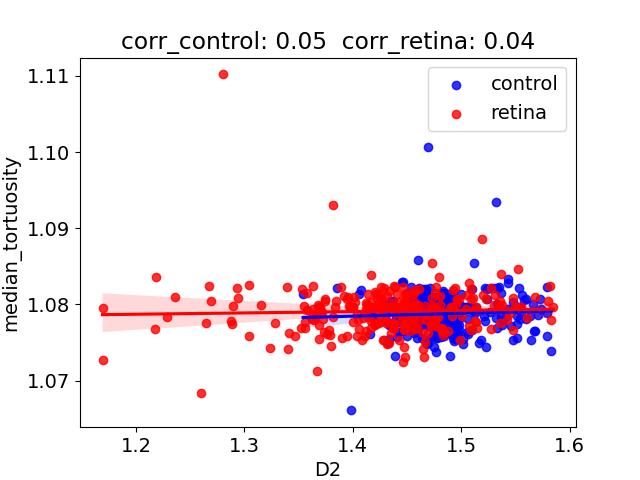 corr_control: 0.05  corr_retina: 0.04
control
retina
median_tortuosity
1.11
1.10
1.09
1.08
1.07
1.2 1.3 1.4 1.5 1.6
D2